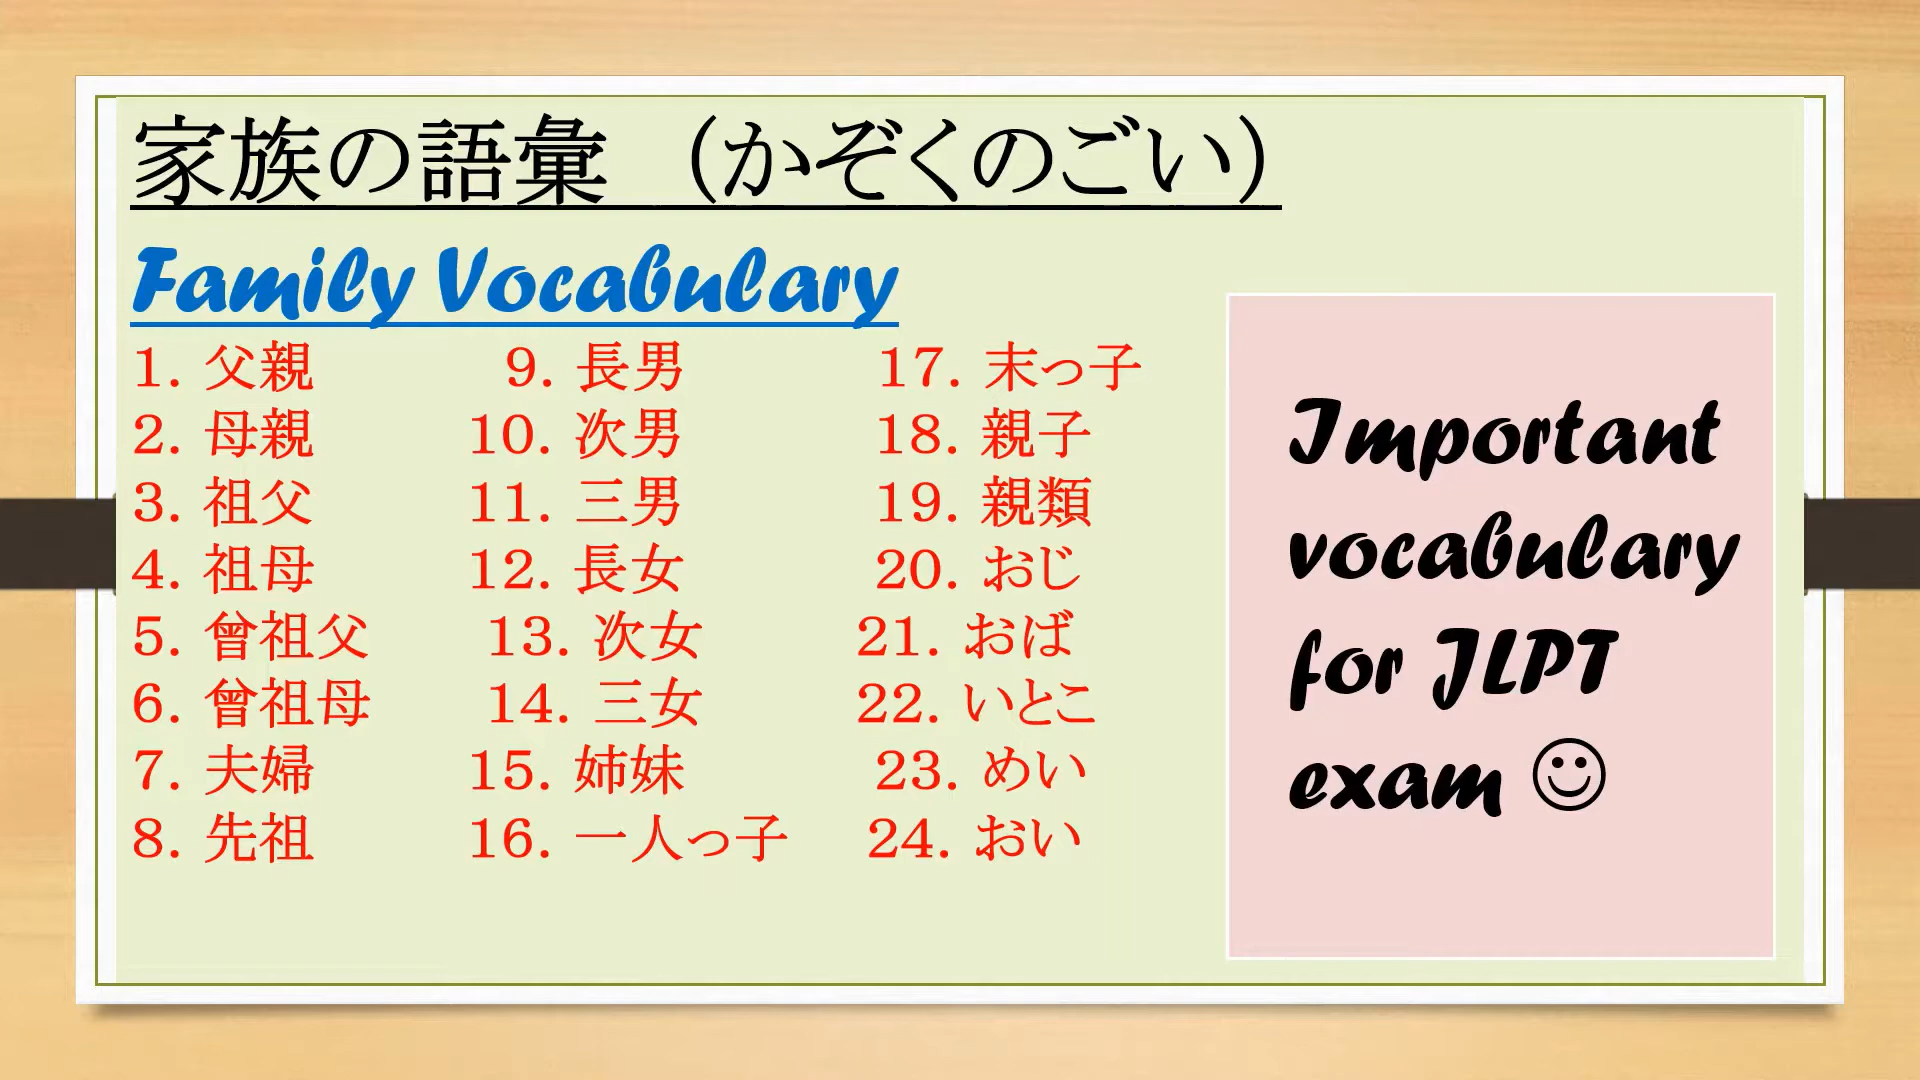 家族の語彙 （かぞくのごい）
Family Vocabulary
1. 父親 9. 長男 17. 末っ子
2. 母親 10. 次男 18. 親子
3. 祖父 11. 三男 19. 親類
4. 祖母 12. 長女 20. おじ
5. 曾祖父 13. 次女 21. おば
6. 曾祖母 14. 三女 22. いとこ
7. 夫婦 15. 姉妹 23. めい
8. 先祖 16. 一人っ子 24. おい
Important
vocabulary
for JLPT
exam ☺